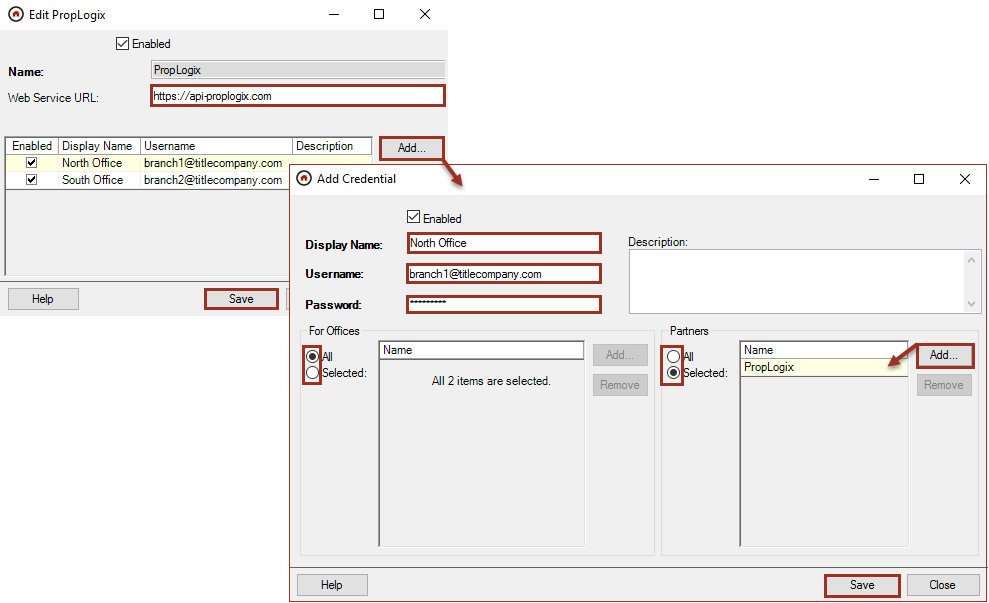 Edit PropLogix
Enabled
Name: PropLogix
Web Service URL: https://api-proplogix.com
Enabled Display Name Username Description
North Office branch1@titlecompany.com
South Office branch2@titlecompany.com
Add...
Help Save
Add Credential
Enabled
Display Name: North Office
Username: branch1@titlecompany.com
Password: *********
Description:
For Offices
All
Selected:
Name
All 2 items are selected.
Add...
Remove
Partners
All
Selected:
Name
PropLogix
Add...
Remove
Help Save Close